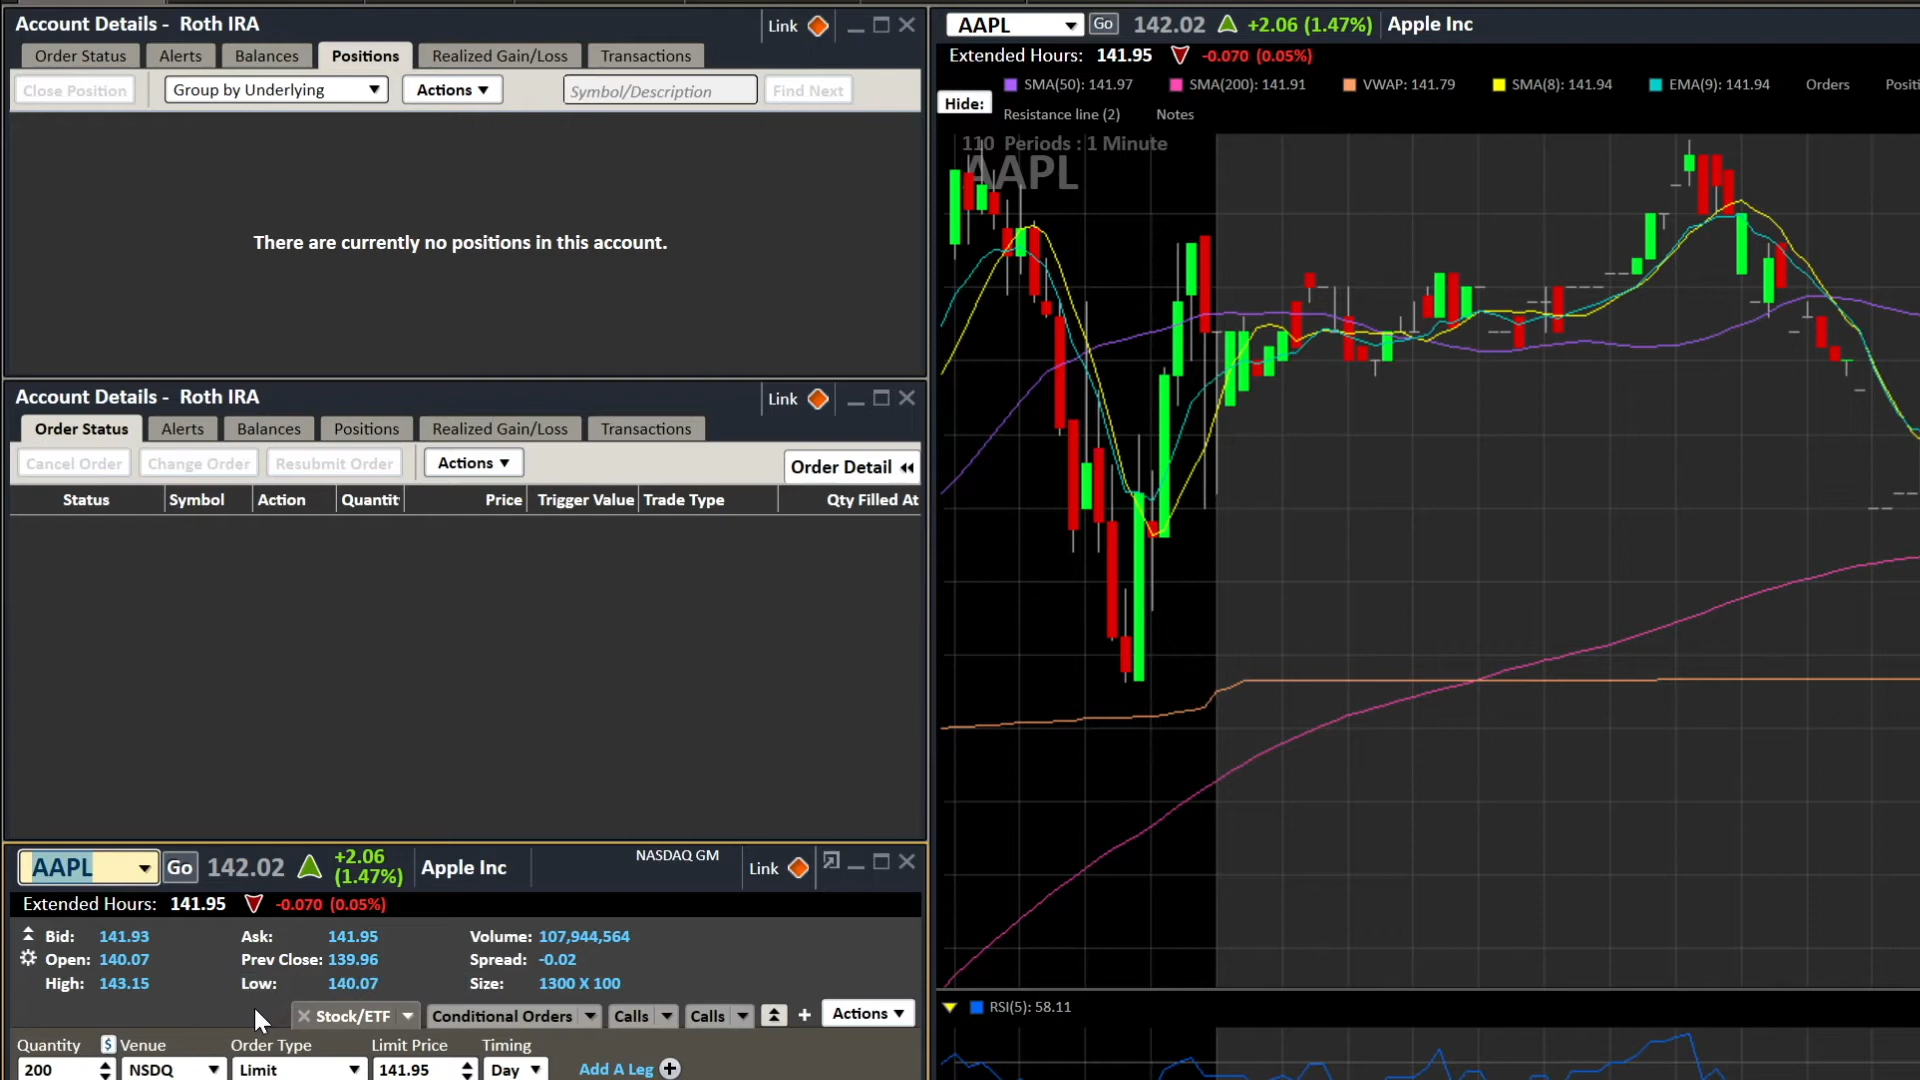 Account Details - Roth IRA
Link
Order Status Alerts Balances Positions Realized Gain/Loss Transactions
Close Position Group by Underlying Actions Symbol/Description Find Next
There are currently no positions in this account.
Account Details - Roth IRA
Link
Order Status Alerts Balances Positions Realized Gain/Loss Transactions
Cancel Order Change Order Resubmit Order Actions Order Detail
Status Symbol Action Quantit Price Trigger Value Trade Type Qty Filled At
AAPL Go 142.02 +2.06 (1.47%) Apple Inc NASDAQ GM Link
Extended Hours: 141.95 -0.070 (0.05%)
Bid: 141.93 Ask: 141.95 Volume: 107,944,564
Open: 140.07 Prev Close: 139.96 Spread: -0.02
High: 143.15 Low: 140.07 Size: 1300 X 100
Stock/ETF Conditional Orders Calls Calls + Actions
Quantity $ Venue Order Type Limit Price Timing
200 NSDQ Limit 141.95 Day Add A Leg
AAPL Go 142.02 +2.06 (1.47%) Apple Inc
Extended Hours: 141.95 -0.070 (0.05%)
SMA(50): 141.97 SMA(200): 141.91 VWAP: 141.79 SMA(8): 141.94 EMA(9): 141.94 Orders Positi
Hide: Resistance line (2) Notes
110 Periods : 1 Minute
AAPL
RSI(5): 58.11